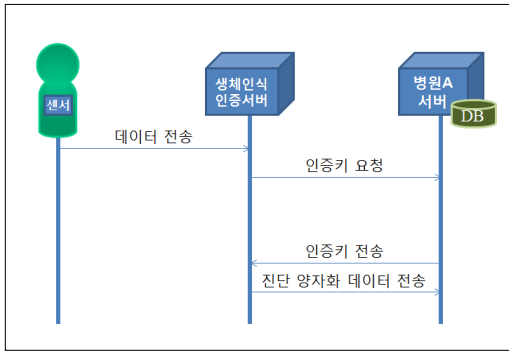 센서
생체인식
인증서버
병원A
서버
DB
데이터 전송
인증키 요청
인증키 전송
진단 양자화 데이터 전송